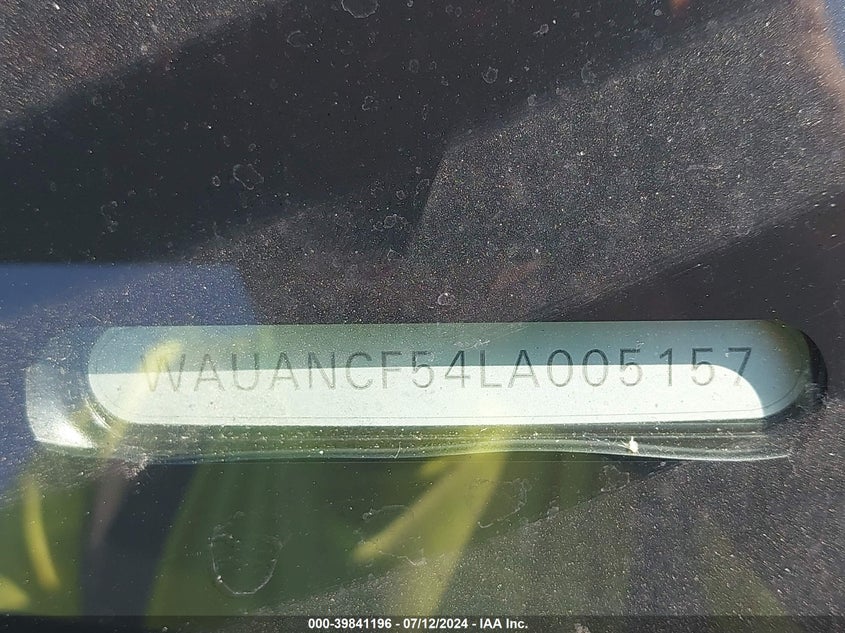 WAUANCF54LA005157
000-39841196 - 07/12/2024 - IAA Inc.